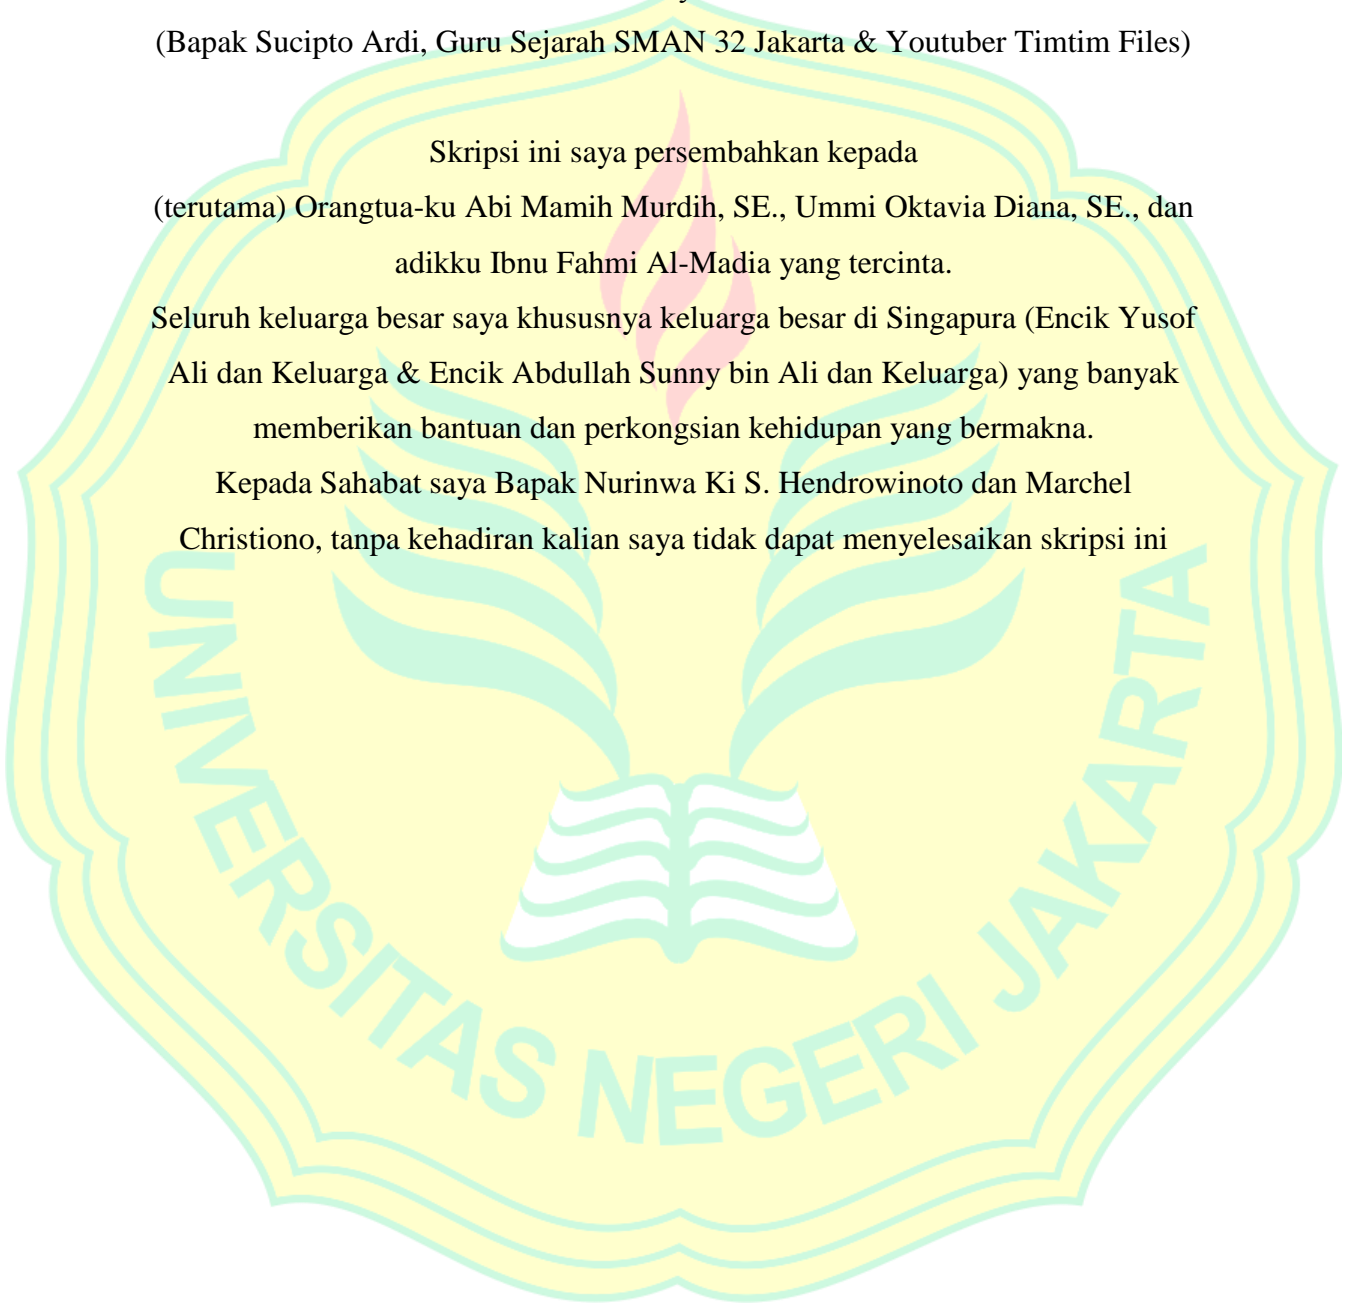 (Bapak Sucipto Ardi, Guru Sejarah SMAN 32 Jakarta & Youtuber Timtim Files)
Skripsi ini saya persembahkan kepada
(terutama) Orangtua-ku Abi Mamih Murdih, SE., Ummi Oktavia Diana, SE., dan
adikku Ibnu Fahmi Al-Madia yang tercinta.
Seluruh keluarga besar saya khususnya keluarga besar di Singapura (Encik Yusof
Ali dan Keluarga & Encik Abdullah Sunny bin Ali dan Keluarga) yang banyak
memberikan bantuan dan perkongsian kehidupan yang bermakna.
Kepada Sahabat saya Bapak Nurinwa Ki S. Hendrowinoto dan Marchel
Christiono, tanpa kehadiran kalian saya tidak dapat menyelesaikan skripsi ini
UNIVERSITAS NEGERI JAKARTA